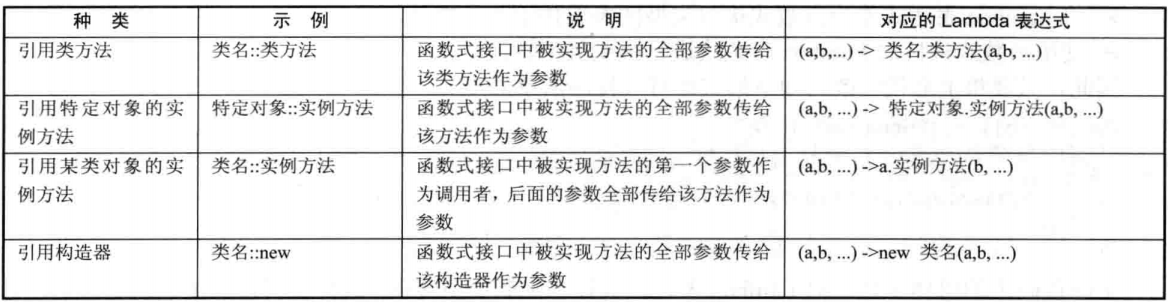 种 类 示 例 说 明 对应的 Lambda 表达式
引用类方法 类名::类方法 函数式接口中被实现方法的全部参数传给 (a,b,...) -> 类名.类方法(a,b, ...)
该类方法作为参数
引用特定对象的实 特定对象::实例方法 函数式接口中被实现方法的全部参数传给 (a,b, ...) -> 特定对象.实例方法(a,b, ...)
例方法 该方法作为参数
引用某类对象的实 类名::实例方法 函数式接口中被实现方法的第一个参数作 (a,b, ...) ->a.实例方法(b, ...)
例方法 为调用者，后面的参数全部传给该方法作为
参数
引用构造器 类名::new 函数式接口中被实现方法的全部参数传给 (a,b, ...) ->new 类名(a,b, ...)
该构造器作为参数